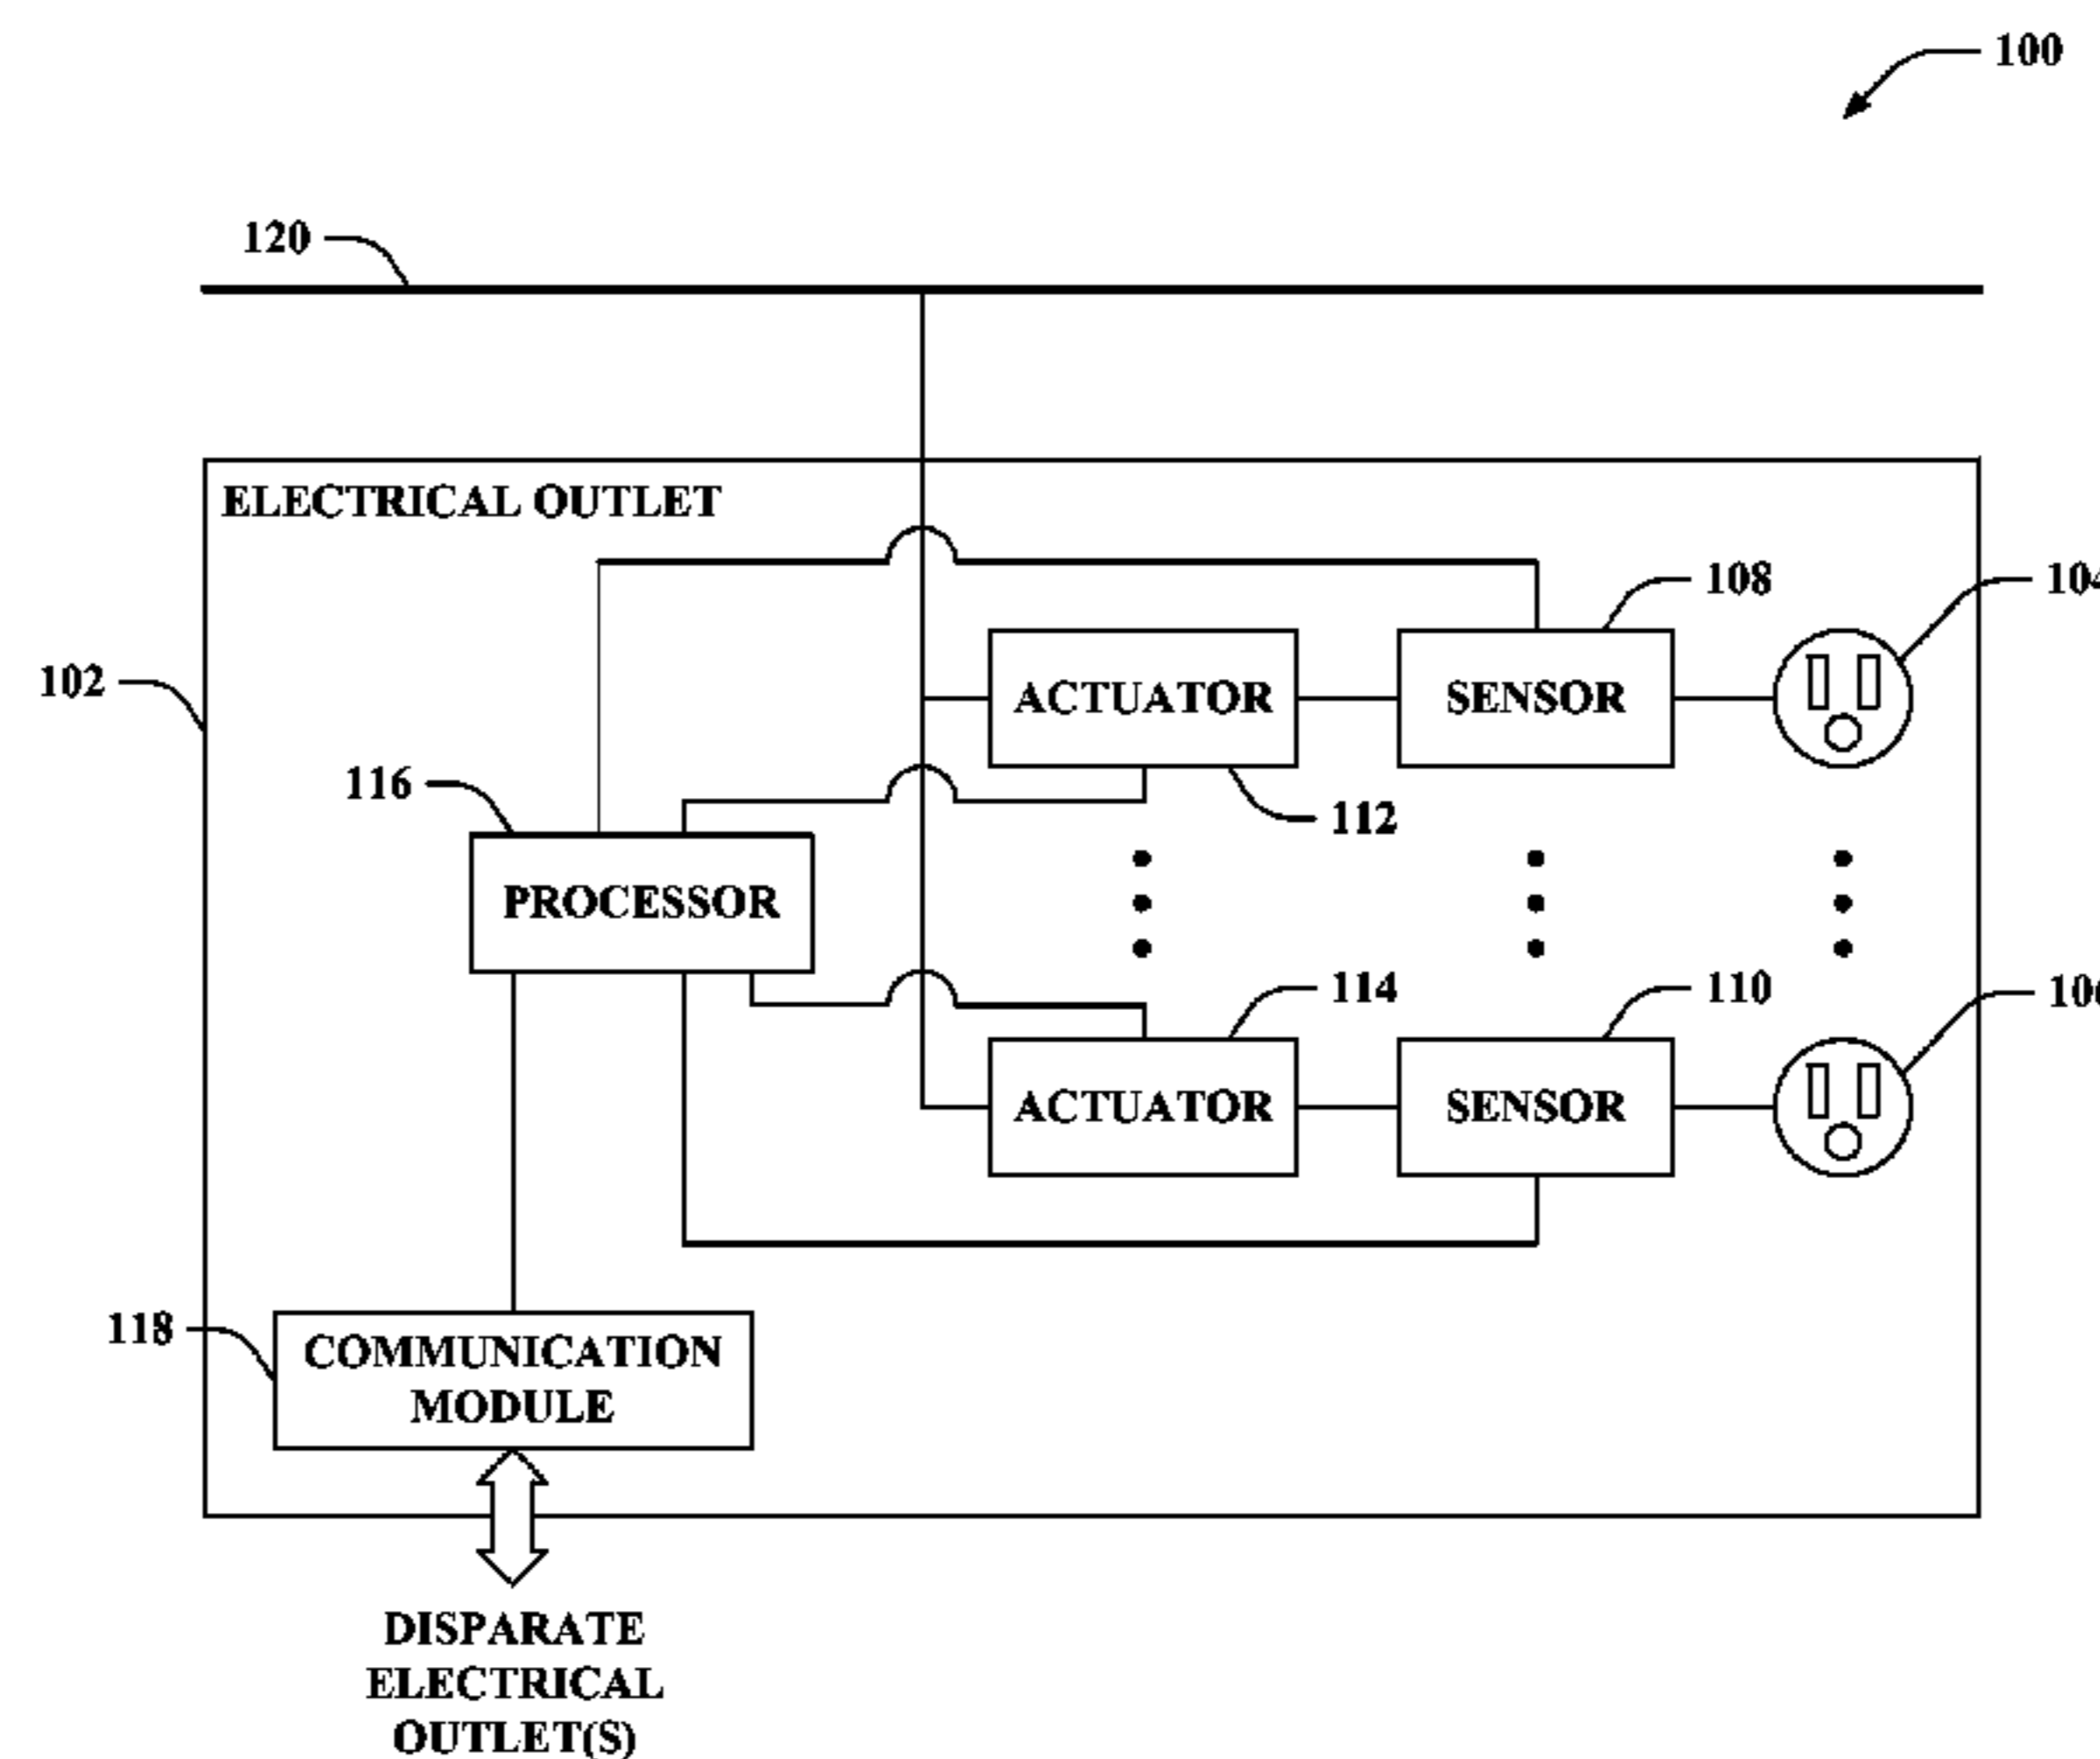 100
120
ELECTRICAL OUTLET
108
102
ACTUATOR
SENSOR
116
112
PROCESSOR
114
110
ACTUATOR
SENSOR
118
COMMUNICATION
MODULE
DISPARATE
ELECTRICAL
OUTLET(S)